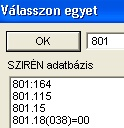 Válasszon egyet
OK 801
SZIRÉN adatbázis
801:164
801.115
801.15
801.18(038)=00